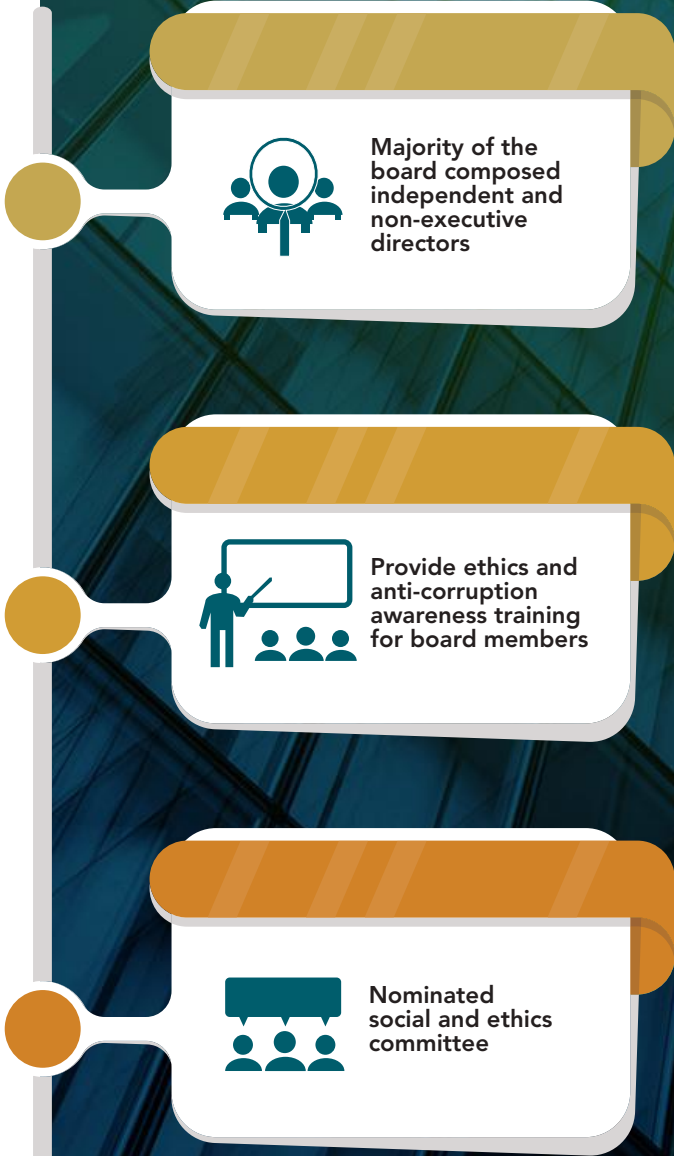 Majority of the
board composed
independent and
non-executive
directors
Provide ethics and
anti-corruption
awareness training
for board members
Nominated
social and ethics
committee